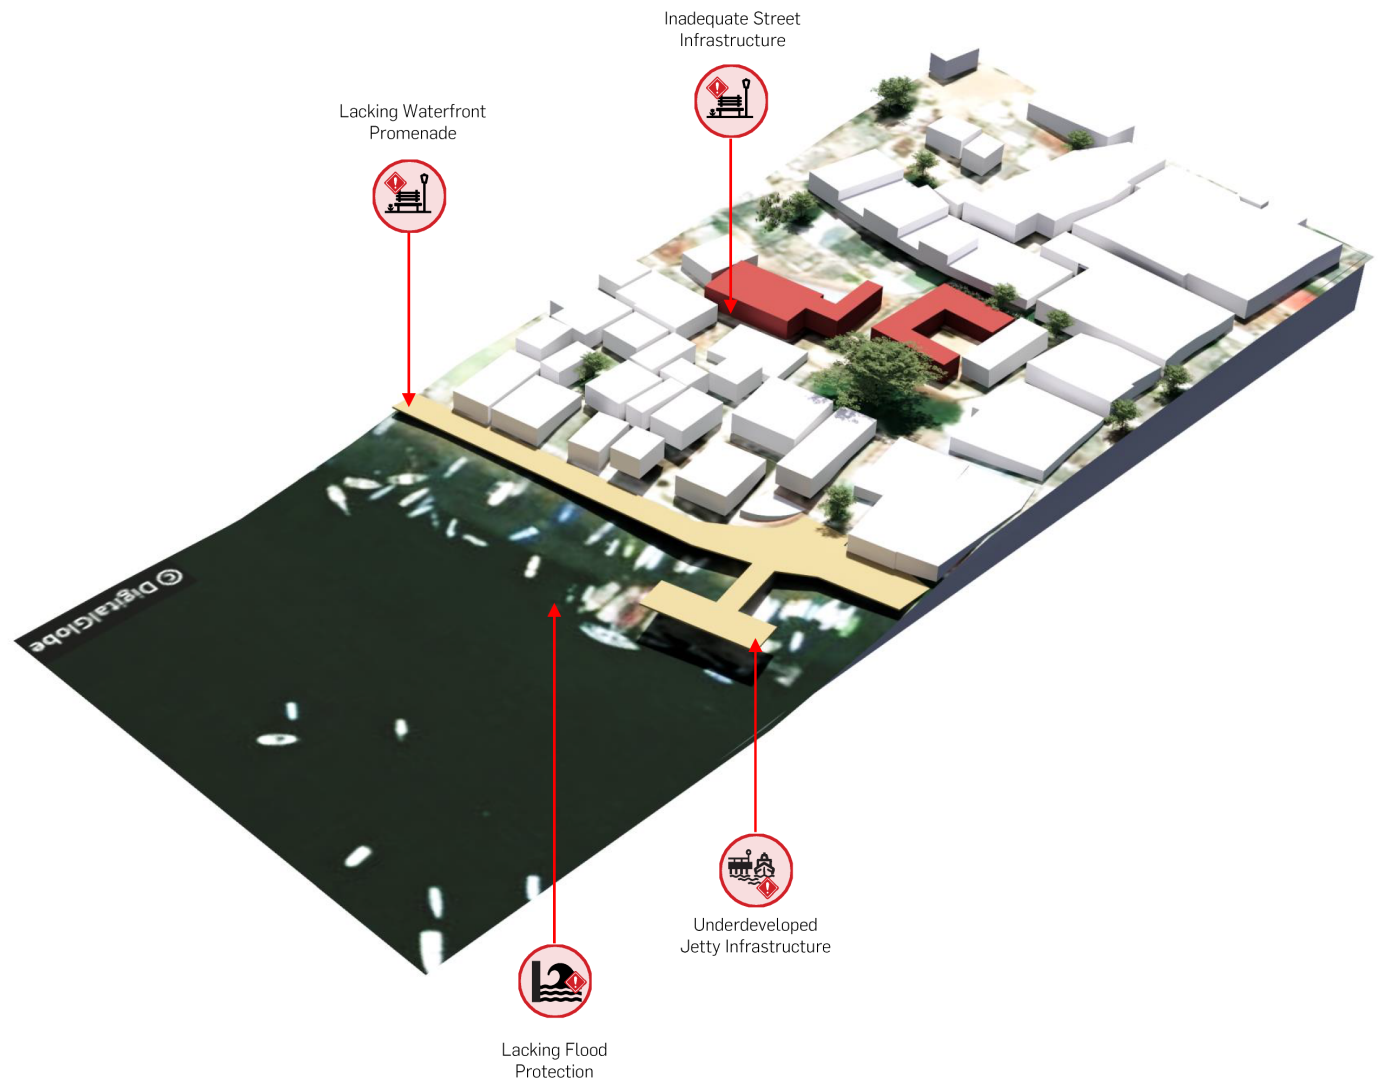 Inadequate Street
Infrastructure
Lacking Waterfront
Promenade
© DigitalGlobe
Underdeveloped
Jetty Infrastructure
Lacking Flood
Protection